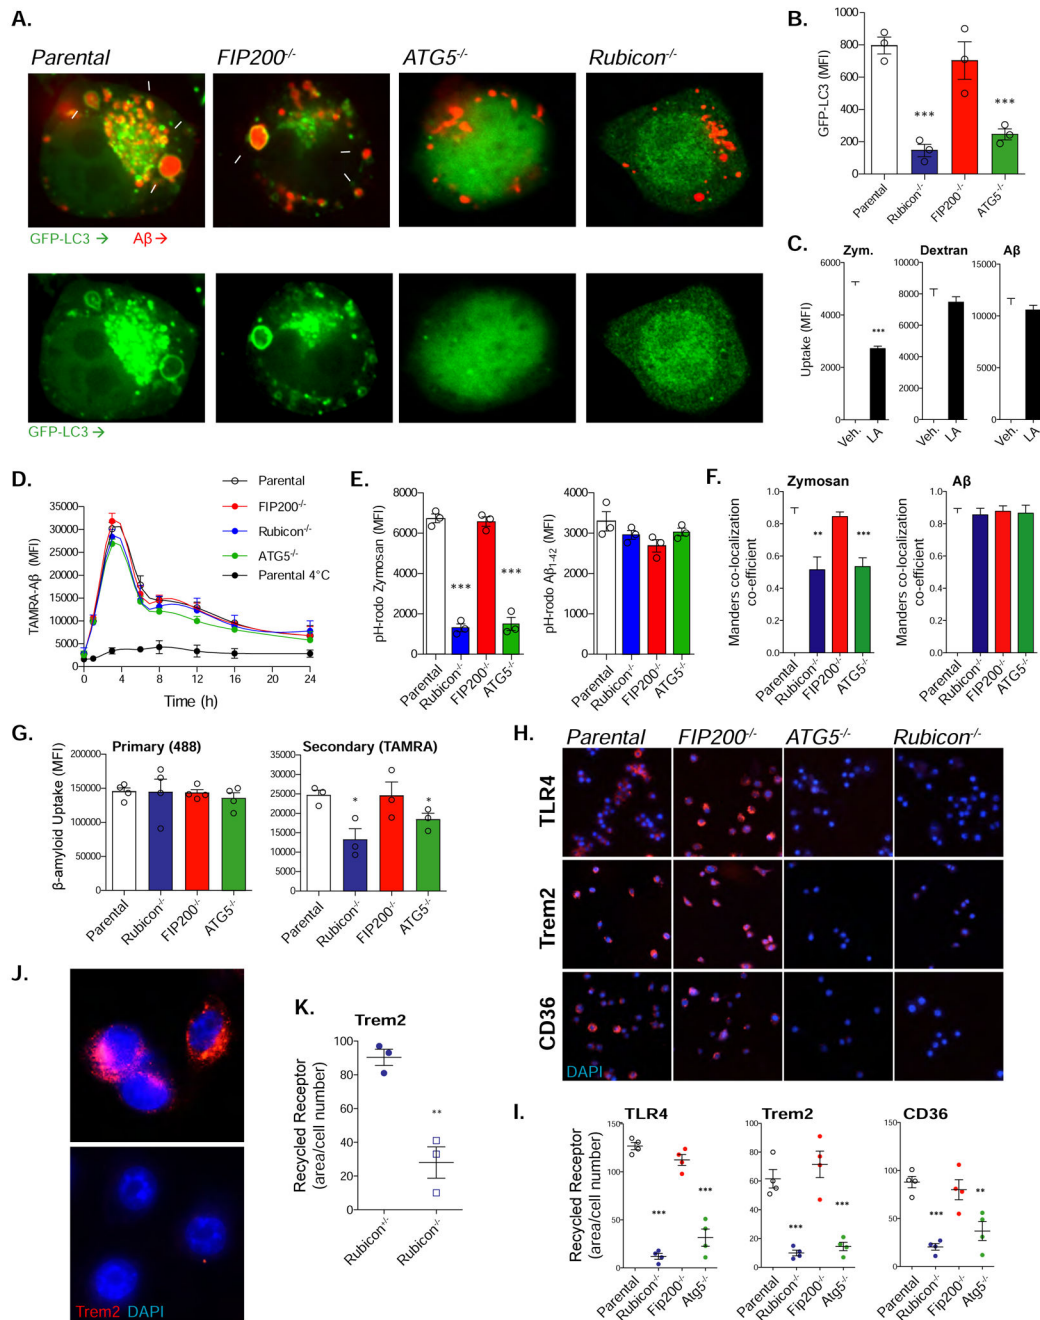 A.
Parental FIP200-/- ATG5-/- Rubicon-/-
GFP-LC3 → Aβ →
GFP-LC3 →
B.
GFP-LC3 (MFI)
1000
800
600
400
200
0
*** ***
Parental Rubicon-/- FIP200-/- ATG5-/-
C.
Zym. Dextran Aβ
Uptake (MFI)
6000
4000
2000
0
***
Veh. LA
10000
8000
6000
4000
2000
0
Veh. LA
15000
10000
5000
0
Veh. LA
D.
Parental
FIP200-/-
Rubicon-/-
ATG5-/-
Parental 4°C
TAMRA-Aβ (MFI)
35000
30000
25000
20000
15000
10000
5000
0
0 4 8 12 16 20 24
Time (h)
E.
pH-rodo Zymosan (MFI)
8000
6000
4000
2000
0
*** ***
Parental Rubicon-/- FIP200-/- ATG5-/-
pH-rodo Aβ1-42 (MFI)
4000
3000
2000
1000
0
Parental Rubicon-/- FIP200-/- ATG5-/-
F.
Zymosan Aβ
Manders co-localization
co-efficient
1.0
0.8
0.6
0.4
0.2
0.0
** ***
Parental Rubicon-/- FIP200-/- ATG5-/-
Manders co-localization
co-efficient
1.0
0.8
0.6
0.4
0.2
0.0
Parental Rubicon-/- FIP200-/- ATG5-/-
G.
Primary (488) Secondary (TAMRA)
β-amyloid Uptake (MFI)
200000
150000
100000
50000
0
Parental Rubicon-/- FIP200-/- ATG5-/-
30000
25000
20000
15000
10000
5000
0
* *
Parental Rubicon-/- FIP200-/- ATG5-/-
H.
Parental FIP200-/- ATG5-/- Rubicon-/-
TLR4
Trem2
CD36
DAPI
I.
TLR4 Trem2 CD36
Recycled Receptor
(area/cell number)
150
100
50
0
*** ***
Parental Rubicon-/- Fip200-/- Atg5-/-
100
80
60
40
20
0
*** ***
Parental Rubicon-/- Fip200-/- Atg5-/-
150
100
50
0
*** **
Parental Rubicon-/- Fip200-/- Atg5-/-
J.
Trem2 DAPI
K.
Trem2
Recycled Receptor
(area/cell number)
100
80
60
40
20
0
**
Rubicon+/- Rubicon-/-